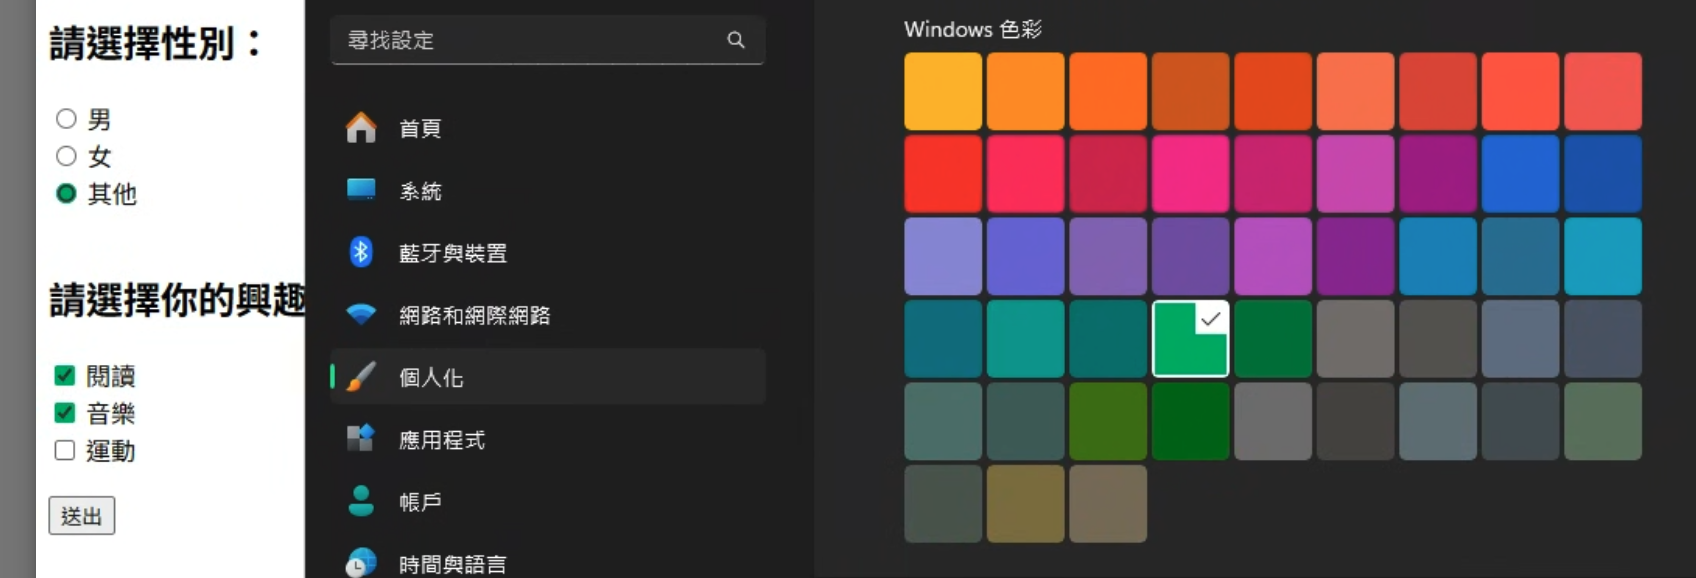 請選擇性別：
男
女
其他
請選擇你的興趣
閱讀
音樂
運動
送出
尋找設定
首頁
系統
藍牙與裝置
網路和網際網路
個人化
應用程式
帳戶
時間與語言
Windows 色彩